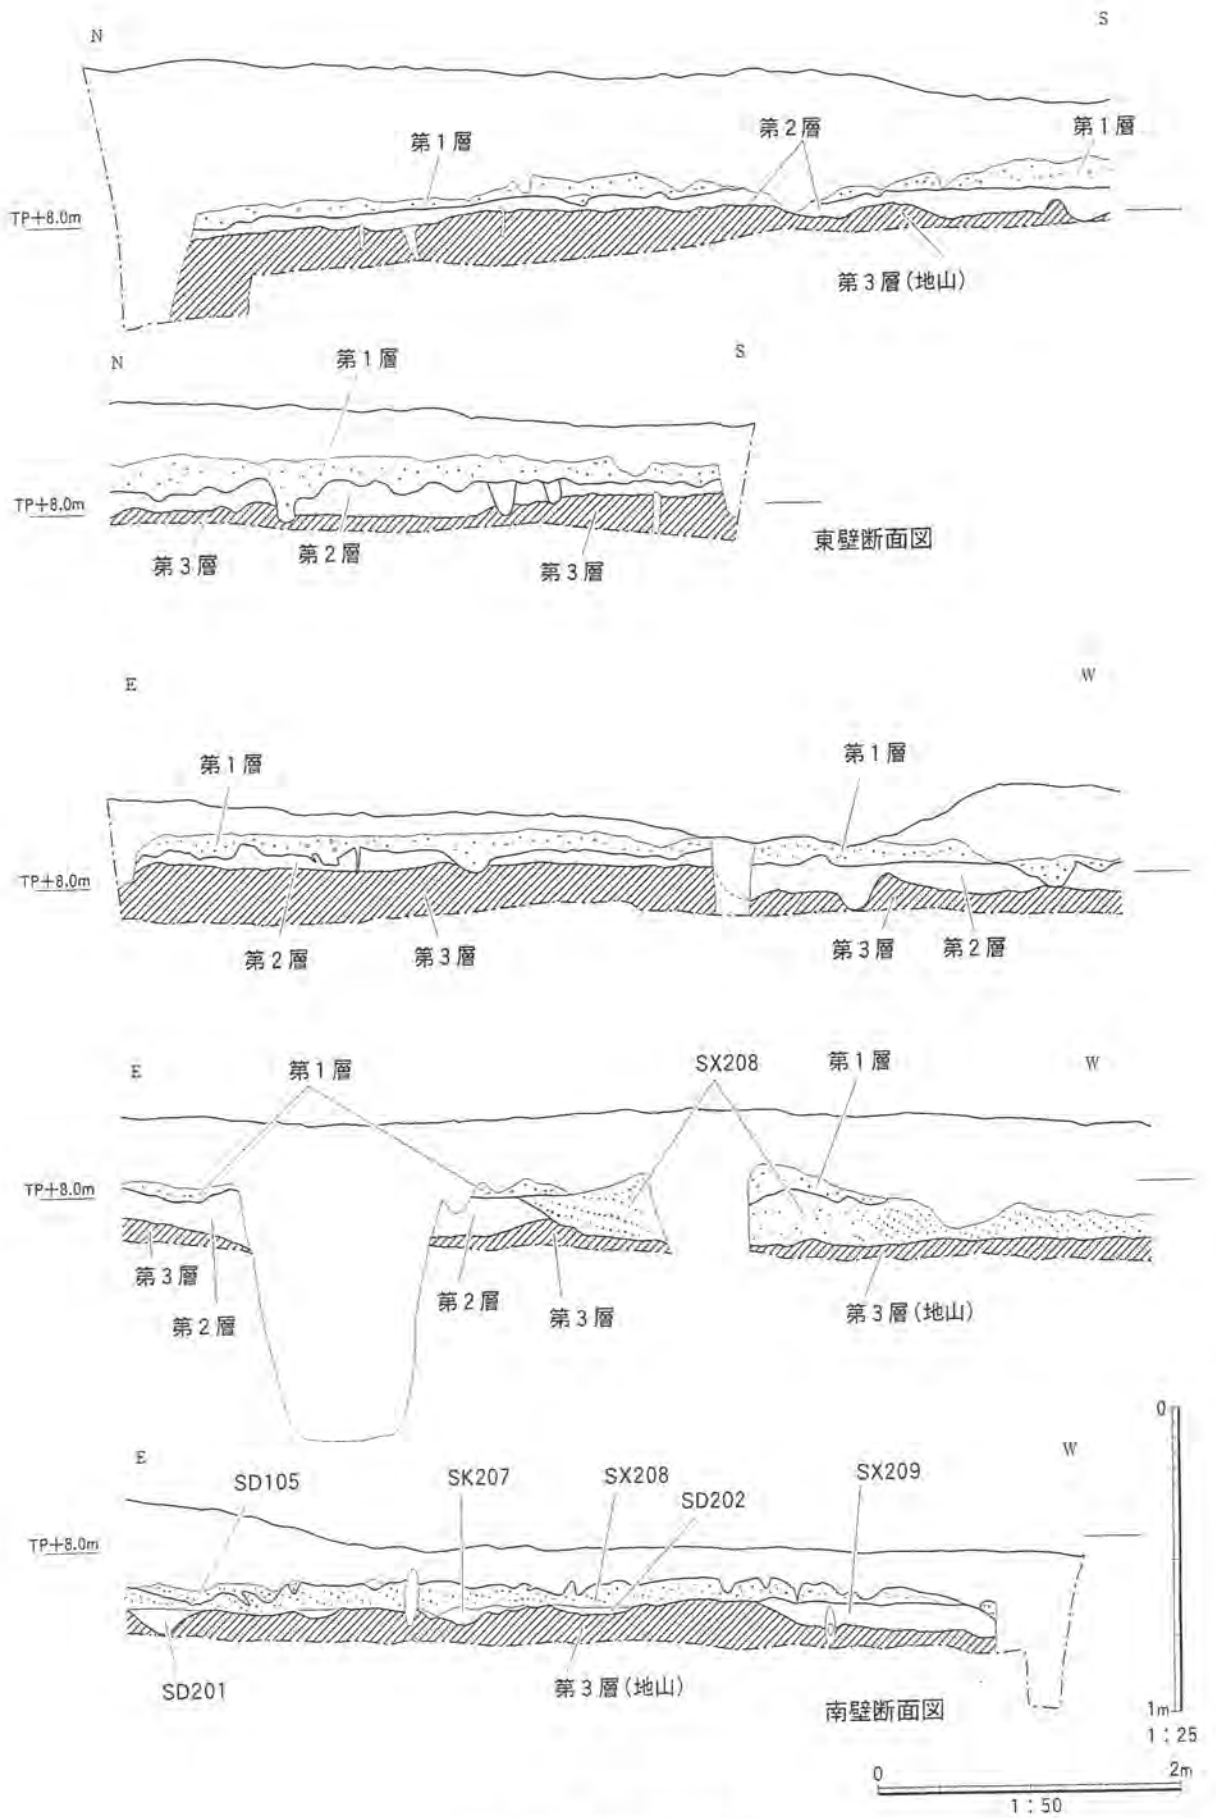 N
S
第1層
第2層
第1層
TP+8.0m
第3層(地山)
N
S
第1層
TP+8.0m
第3層
第2層
第3層
東壁断面図
E
W
第1層
第1層
TP+8.0m
第2層
第3層
第3層
第2層
E
W
第1層
SX208
第1層
TP+8.0m
第3層
第2層
第2層
第3層
第3層(地山)
E
W
SD105
SK207
SX208
SD202
SX209
TP+8.0m
SD201
第3層(地山)
南壁断面図
0
1m
1:25
0
2m
1:50